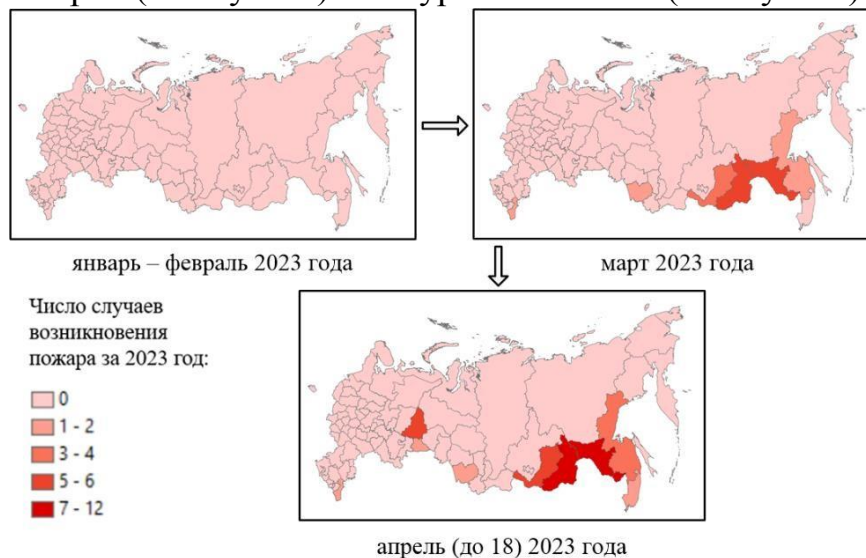 январь – февраль 2023 года
март 2023 года
Число случаев
возникновения
пожара за 2023 год:
0
1 - 2
3 - 4
5 - 6
7 - 12
апрель (до 18) 2023 года